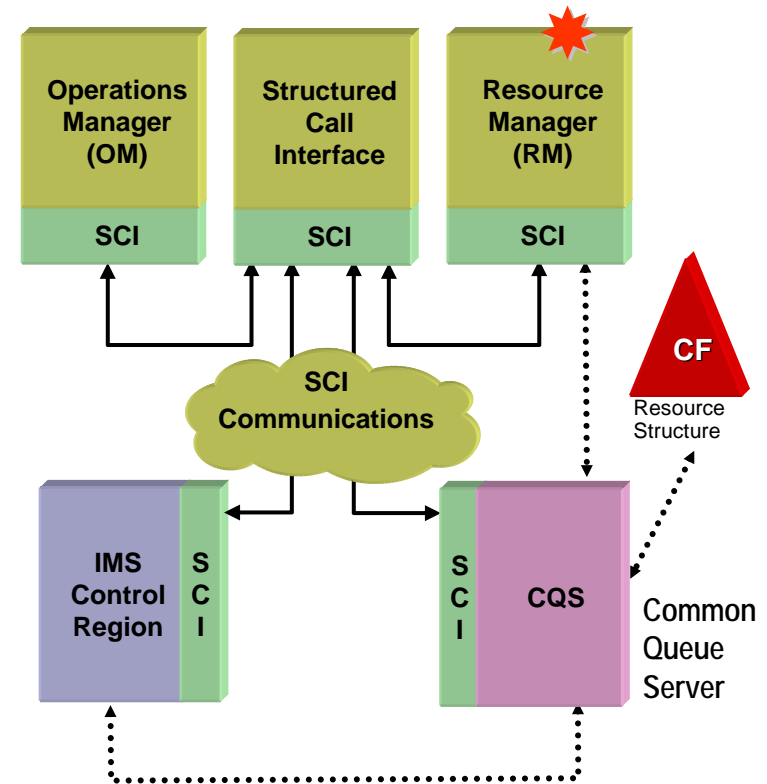 Operations
Manager
(OM)
Structured
Call
Interface
Resource
Manager
(RM)
SCI
SCI
SCI
CF
Resource
Structure
SCI
Communications
IMS
Control
Region
S
C
I
S
C
I
CQS
Common
Queue
Server